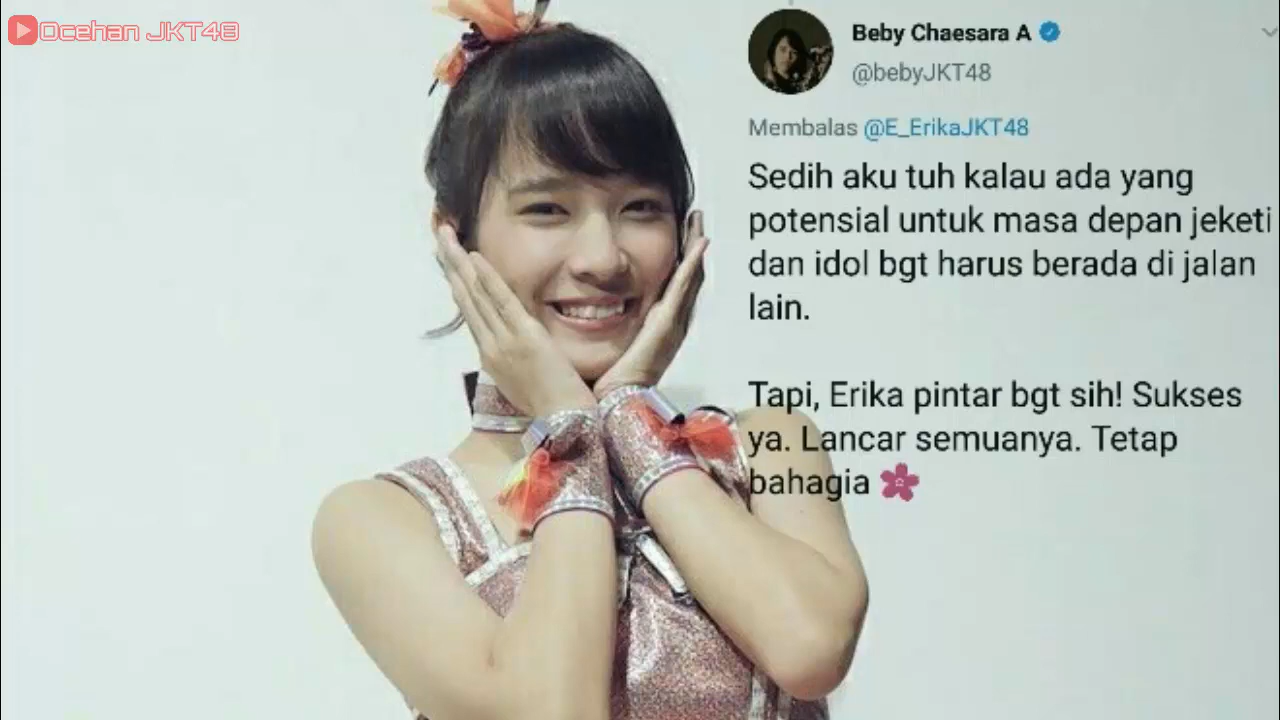 Ocehan JKT48
Beby Chaesara A
@bebyJKT48
Membalas @E_ErikaJKT48
Sedih aku tuh kalau ada yang
potensial untuk masa depan jeketi
dan idol bgt harus berada di jalan
lain.
Tapi, Erika pintar bgt sih! Sukses
ya. Lancar semuanya. Tetap
bahagia 🌸